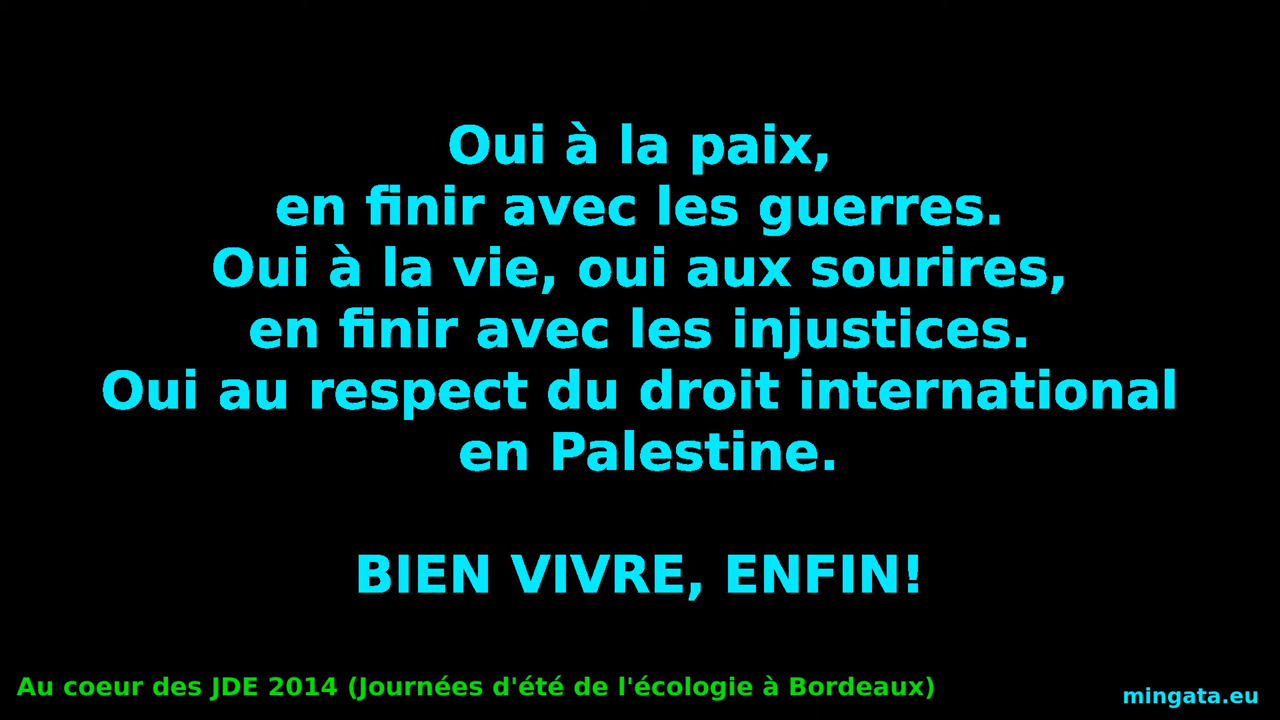 Oui à la paix,
en finir avec les guerres.
Oui à la vie, oui aux sourires,
en finir avec les injustices.
Oui au respect du droit international
en Palestine.
BIEN VIVRE, ENFIN!
Au coeur des JDE 2014 (Journées d'été de l'écologie à Bordeaux)
mingata.eu